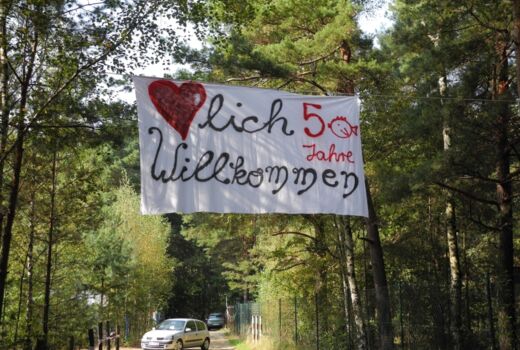 ♥lich 50
Jahre
Willkommen